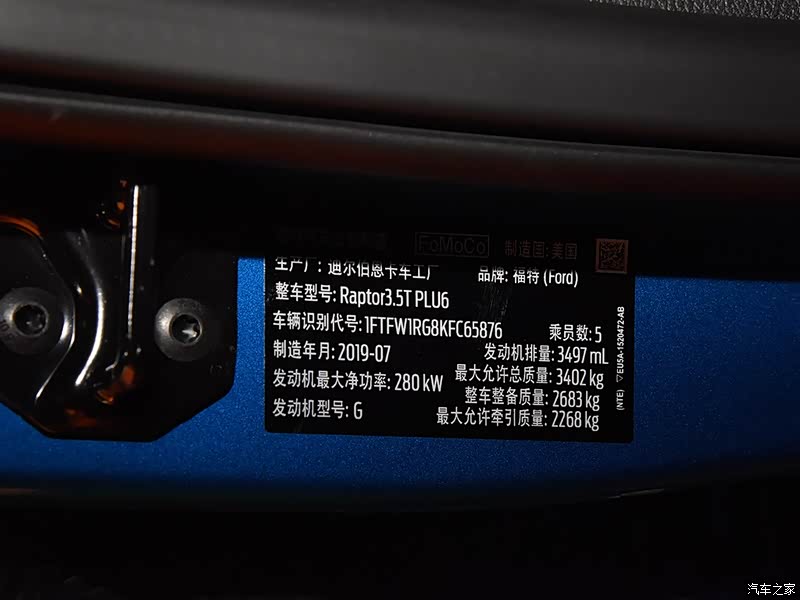 FoMoCo 制造国: 美国
生产厂: 迪尔伯恩卡车工厂 品牌: 福特 (Ford)
整车型号: Raptor3.5T PLU6
车辆识别代号: 1FTFW1RG8KFC65876 乘员数: 5
制造年月: 2019-07 发动机排量: 3497 mL
发动机最大净功率: 280 kW 最大允许总质量: 3402 kg
整车整备质量: 2683 kg
发动机型号: G 最大允许牵引质量: 2268 kg
(NTE) ▽EU5A-1520472-AB
汽车之家